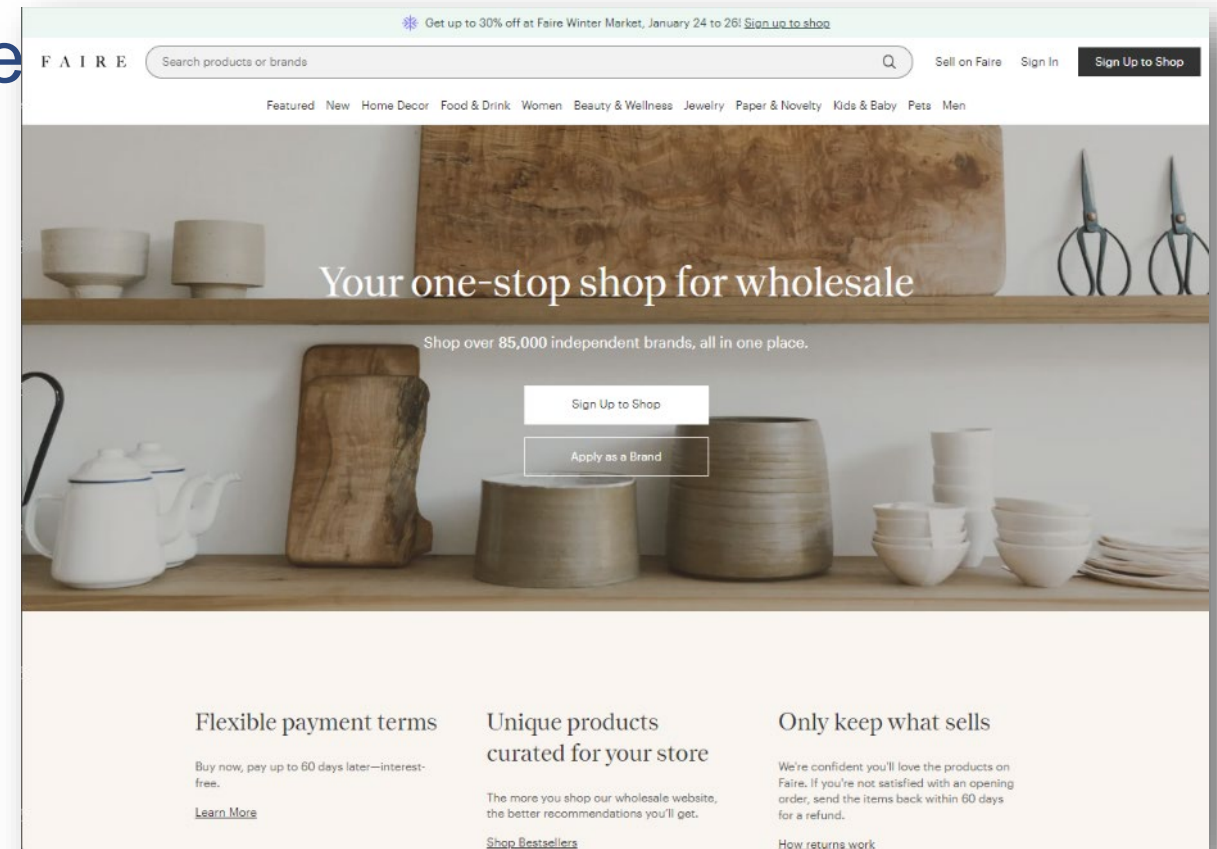 Get up to 30% off at Faire Winter Market, January 24 to 26! Sign up to shop
e
FAIRE
Search products or brands
Sell on Faire
Sign In
Sign Up to Shop
Featured New Home Decor Food & Drink Women Beauty & Wellness Jewelry Paper & Novelty Kids & Baby Pets Men
Your one-stop shop for wholesale
Shop over 85,000 independent brands, all in one place.
Sign Up to Shop
Apply as a Brand
Flexible payment terms
Buy now, pay up to 60 days later—interest-
free.
Learn More
Unique products
curated for your store
The more you shop our wholesale website,
the better recommendations you'll get.
Shop Bestsellers
Only keep what sells
We're confident you'll love the products on
Faire. If you're not satisfied with an opening
order, send the items back within 60 days
for a refund.
How returns work